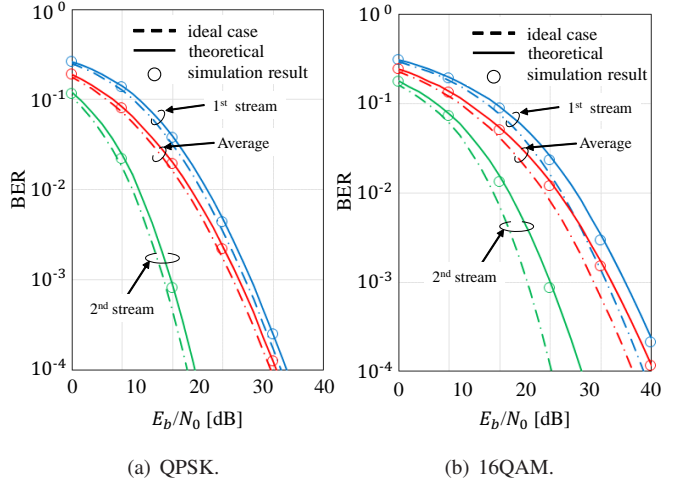 10^0
10^-1
10^-2
10^-3
10^-4
BER
ideal case
theoretical
simulation result
1st stream
Average
2nd stream
0 10 20 30 40
E_b/N_0 [dB]
(a) QPSK.
10^0
10^-1
10^-2
10^-3
10^-4
BER
ideal case
theoretical
simulation result
1st stream
Average
2nd stream
0 10 20 30 40
E_b/N_0 [dB]
(b) 16QAM.